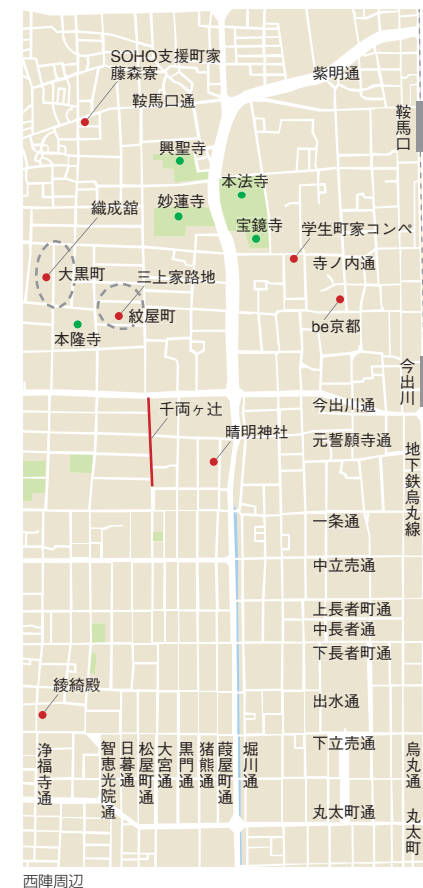 SOHO支援町家
藤森寮
紫明通
鞍馬口通
鞍馬口
興聖寺
本法寺
妙蓮寺
織成舘
宝鏡寺
学生町家コンペ
寺ノ内通
大黒町
三上家路地
紋屋町
be京都
本隆寺
今出川
今出川通
千両ヶ辻
晴明神社
元誓願寺通
地下鉄烏丸線
一条通
中立売通
上長者町通
中長者通
下長者町通
綾綺殿
出水通
下立売通
浄福寺通
智恵光院通
日暮通
松屋町通
大宮通
黒門通
猪熊通
葭屋町通
堀川通
烏丸通
丸太町通
丸太町
西陣周辺